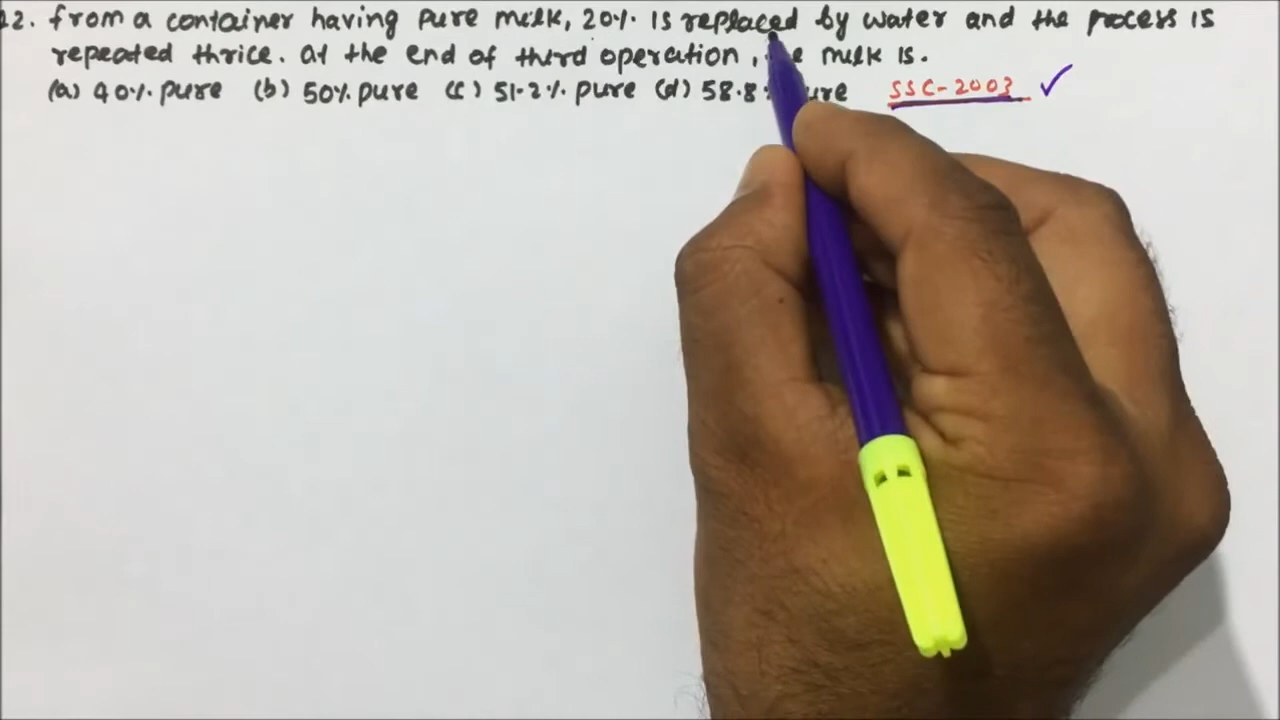 22. from a container having pure milk, 20% is replaced by water and the process is
repeated thrice. at the end of third operation, milk is.
(a) 40% pure (b) 50% pure (c) 51.2% pure (d) 58.8 SSC-2003 ✓